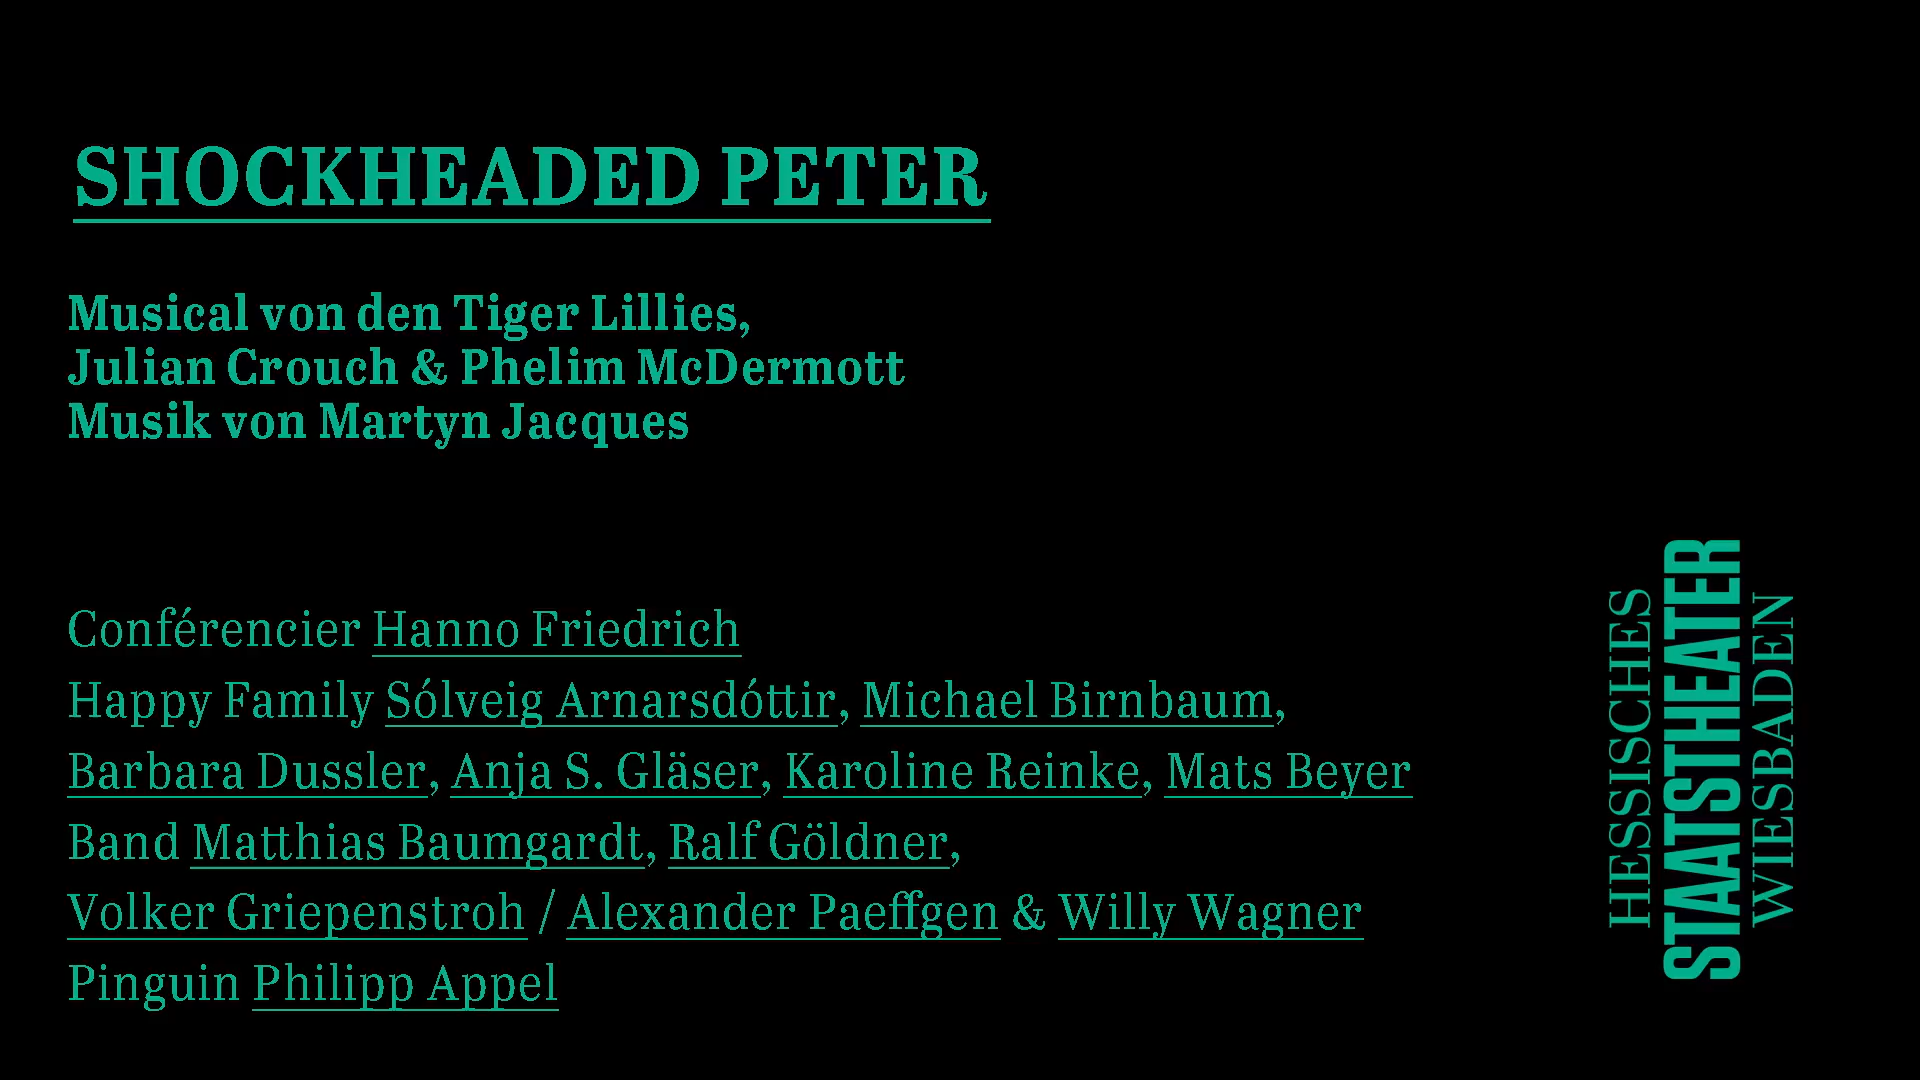 SHOCKHEADED PETER
Musical von den Tiger Lillies,
Julian Crouch & Phelim McDermott
Musik von Martyn Jacques
Conférencier Hanno Friedrich
Happy Family Sólveig Arnarsdóttir, Michael Birnbaum,
Barbara Dussler, Anja S. Gläser, Karoline Reinke, Mats Beyer
Band Matthias Baumgardt, Ralf Göldner,
Volker Griepenstroh / Alexander Paeffgen & Willy Wagner
Pinguin Philipp Appel
HESSISCHES
STAATSTHEATER
WIESBADEN